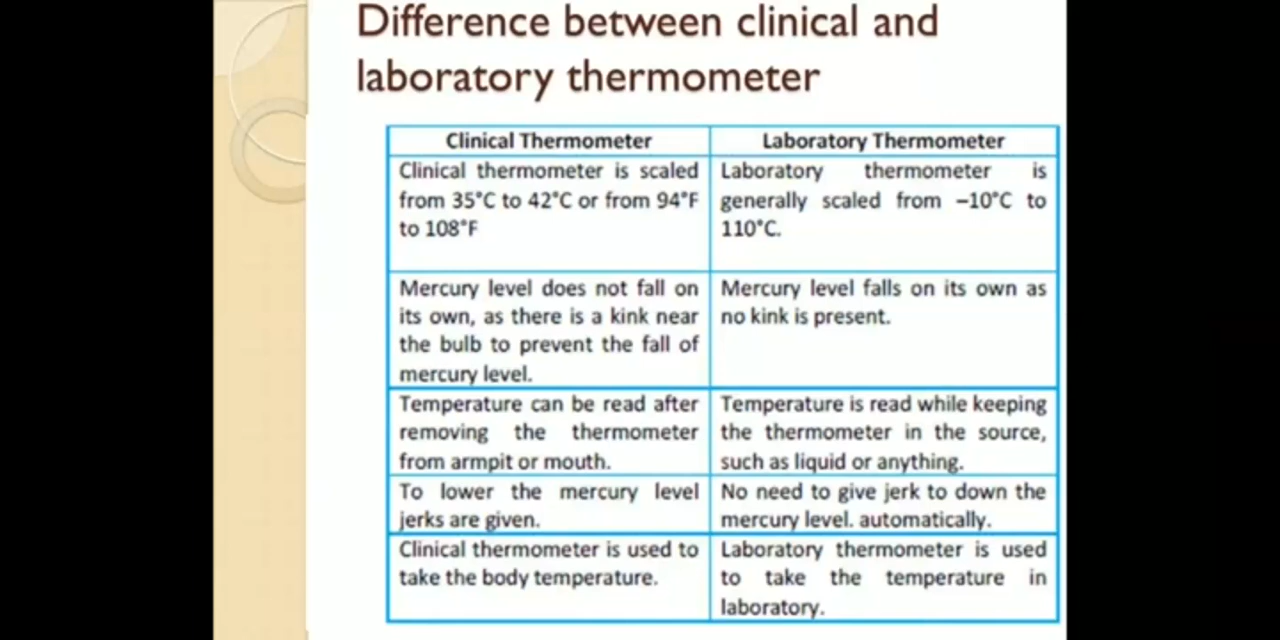 Difference between clinical and
laboratory thermometer
Clinical Thermometer
Laboratory Thermometer
Clinical thermometer is scaled
from 35°C to 42°C or from 94°F
to 108°F
Laboratory thermometer is
generally scaled from –10°C to
110°C.
Mercury level does not fall on
its own, as there is a kink near
the bulb to prevent the fall of
mercury level.
Mercury level falls on its own as
no kink is present.
Temperature can be read after
removing the thermometer
from armpit or mouth.
Temperature is read while keeping
the thermometer in the source,
such as liquid or anything.
To lower the mercury level
jerks are given.
No need to give jerk to down the
mercury level. automatically.
Clinical thermometer is used to
take the body temperature.
Laboratory thermometer is used
to take the temperature in
laboratory.